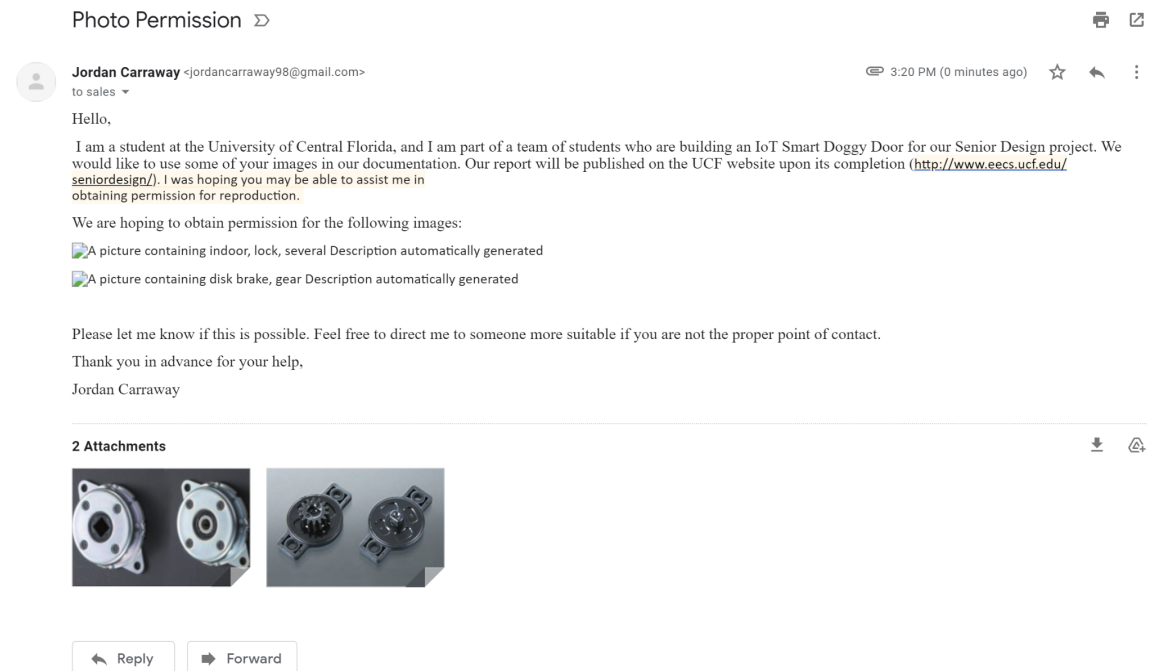 Photo Permission
Jordan Carraway <jordancarraway98@gmail.com>
3:20 PM (0 minutes ago)
to sales
Hello,
I am a student at the University of Central Florida, and I am part of a team of students who are building an IoT Smart Doggy Door for our Senior Design project. We
would like to use some of your images in our documentation. Our report will be published on the UCF website upon its completion (http://www.eecs.ucf.edu/
seniordesign/). I was hoping you may be able to assist me in
obtaining permission for reproduction.
We are hoping to obtain permission for the following images:
A picture containing indoor, lock, several Description automatically generated
A picture containing disk brake, gear Description automatically generated
Please let me know if this is possible. Feel free to direct me to someone more suitable if you are not the proper point of contact.
Thank you in advance for your help,
Jordan Carraway
2 Attachments
Reply
Forward